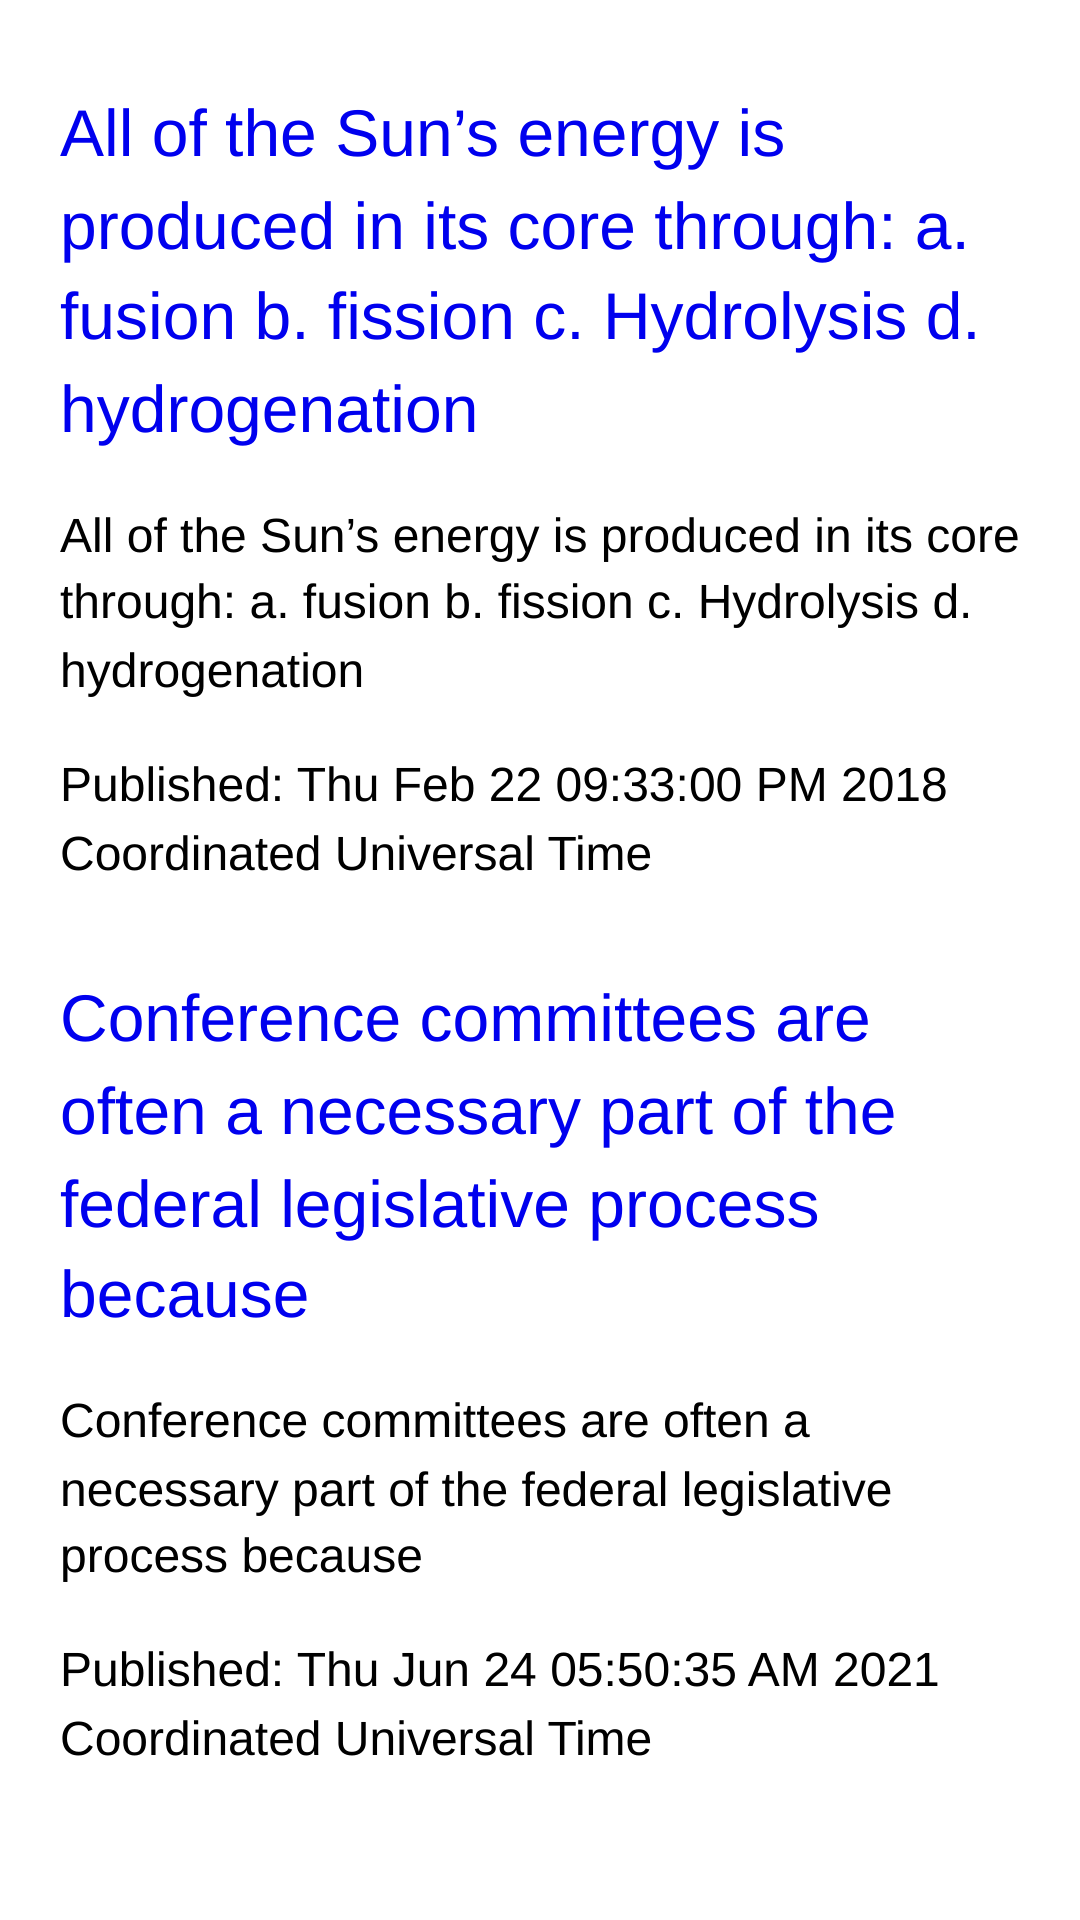 All of the Sun’s energy is
produced in its core through: a.
fusion b. fission c. Hydrolysis d.
hydrogenation
All of the Sun’s energy is produced in its core
through: a. fusion b. fission c. Hydrolysis d.
hydrogenation
Published: Thu Feb 22 09:33:00 PM 2018
Coordinated Universal Time
Conference committees are
often a necessary part of the
federal legislative process
because
Conference committees are often a
necessary part of the federal legislative
process because
Published: Thu Jun 24 05:50:35 AM 2021
Coordinated Universal Time